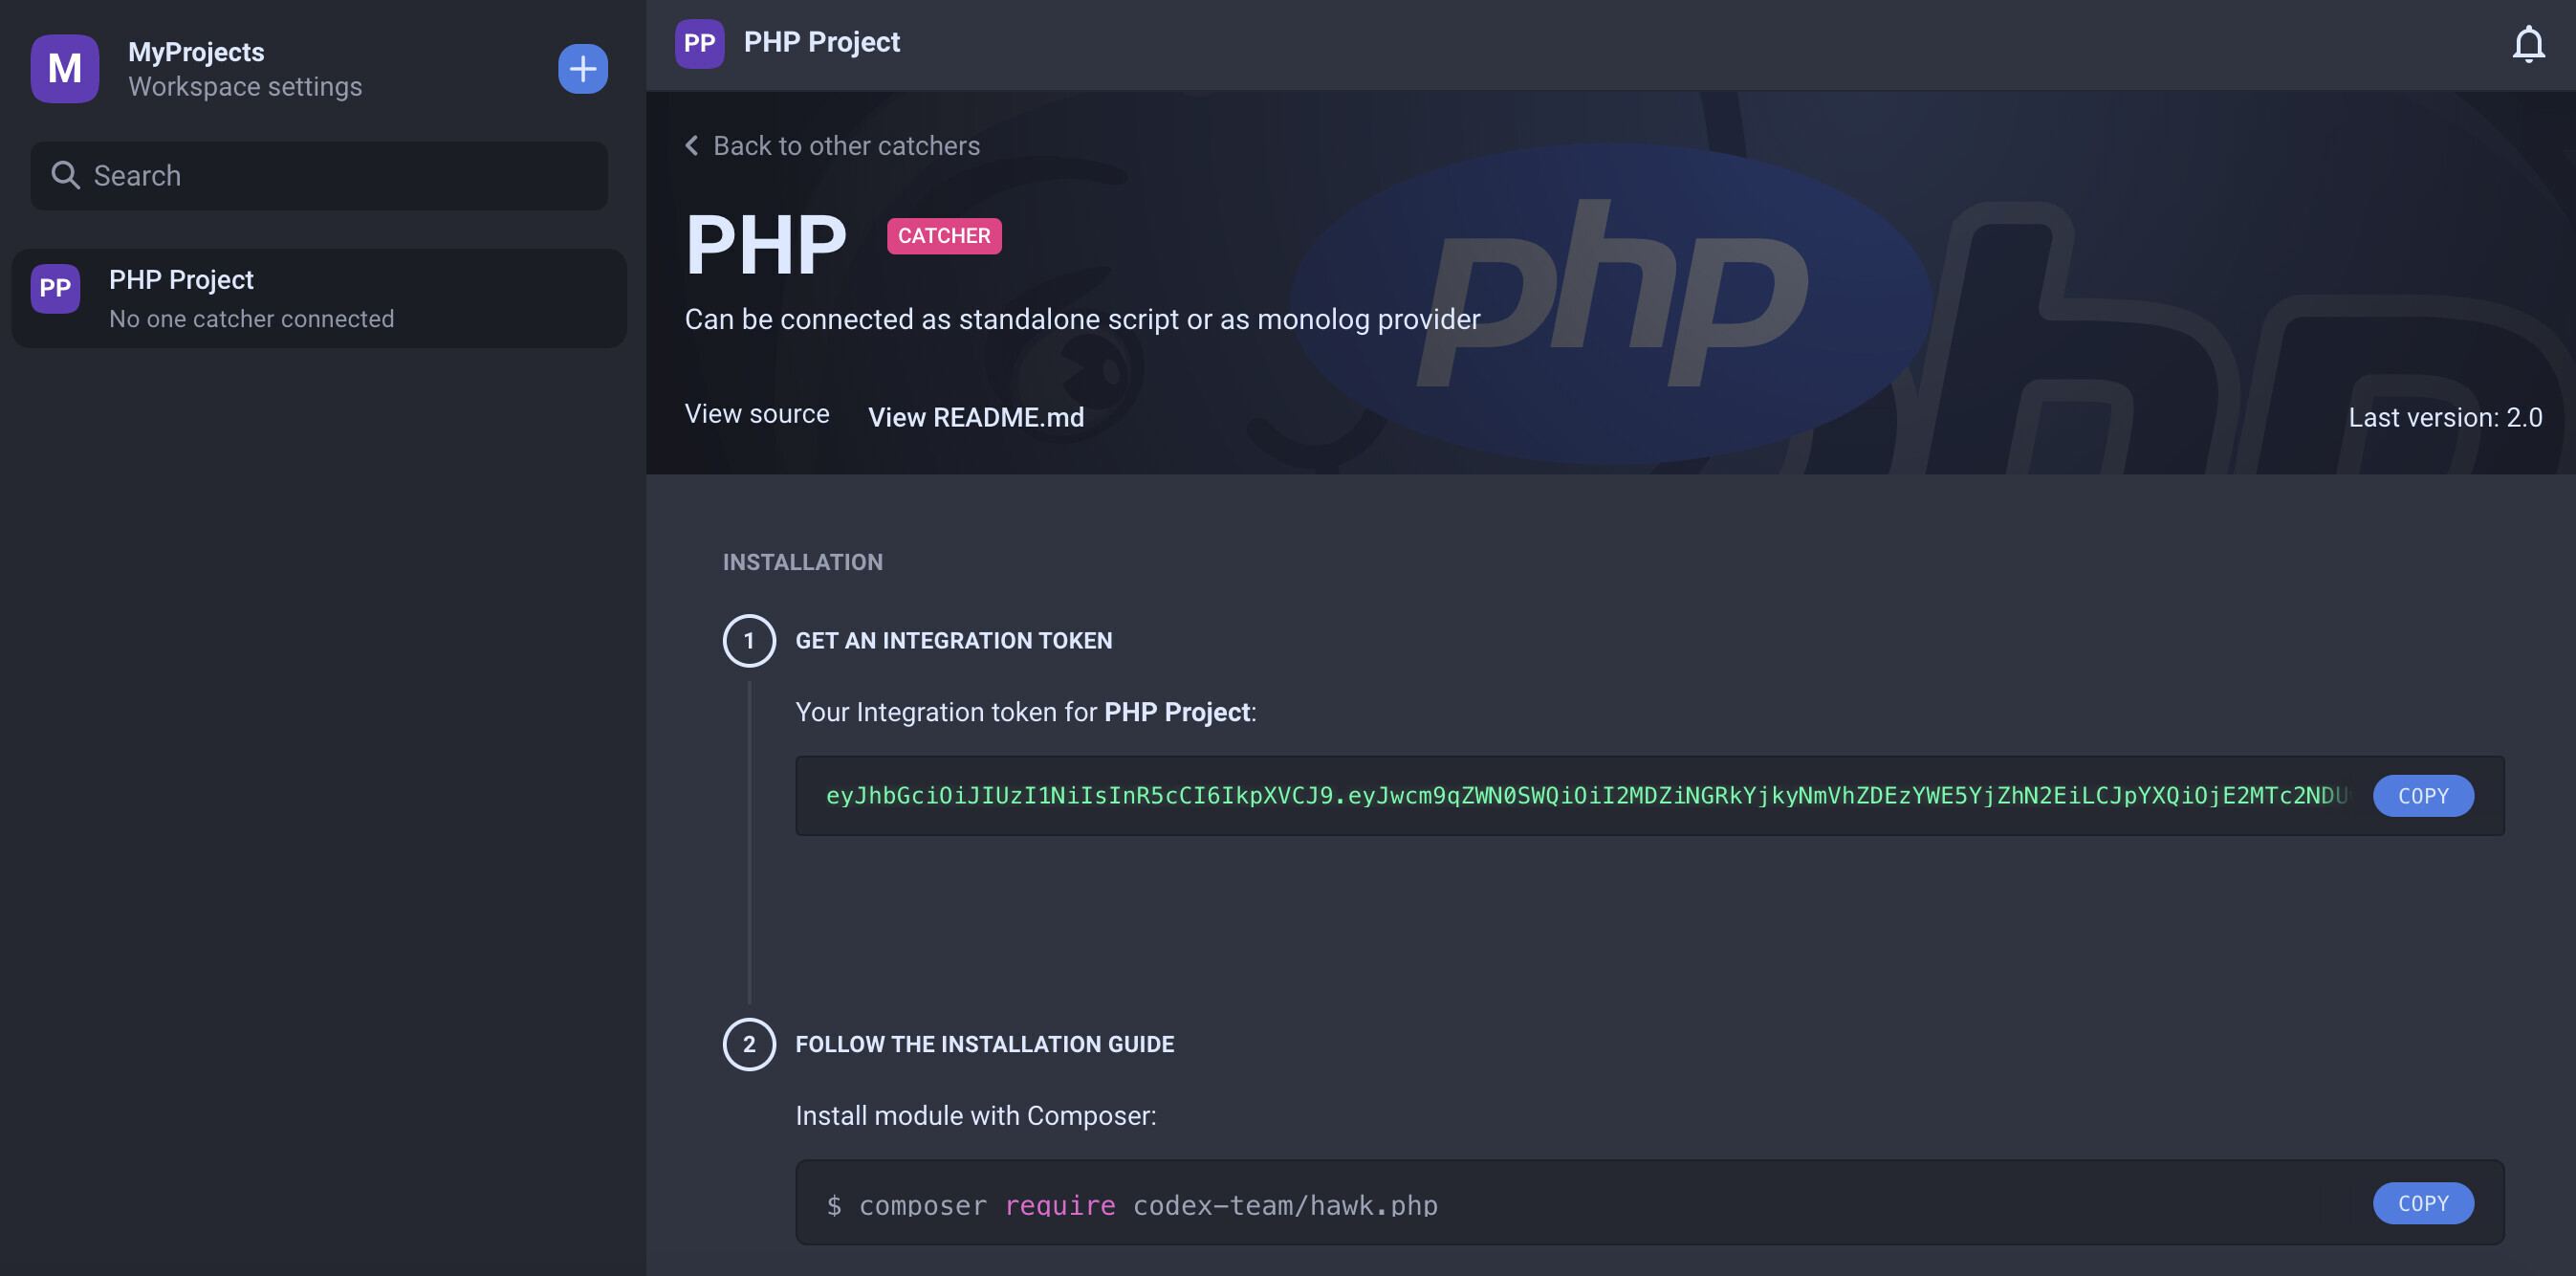 M
MyProjects
Workspace settings
Search
PP
PHP Project
No one catcher connected
PP
PHP Project
Back to other catchers
PHP
CATCHER
php
Can be connected as standalone script or as monolog provider
View source
View README.md
Last version: 2.0
INSTALLATION
1
GET AN INTEGRATION TOKEN
Your Integration token for PHP Project:
eyJhbGciOiJIUzI1NiIsInR5cCI6IkpXVCJ9.eyJwcm9qZWN0SWQiOiI2MDZiNGRkYjkyNmVhZDEzYWE5YjZhN2EiLCJpYXQiOjE2MTc2NDU
COPY
2
FOLLOW THE INSTALLATION GUIDE
Install module with Composer:
$ composer require codex-team/hawk.php
COPY